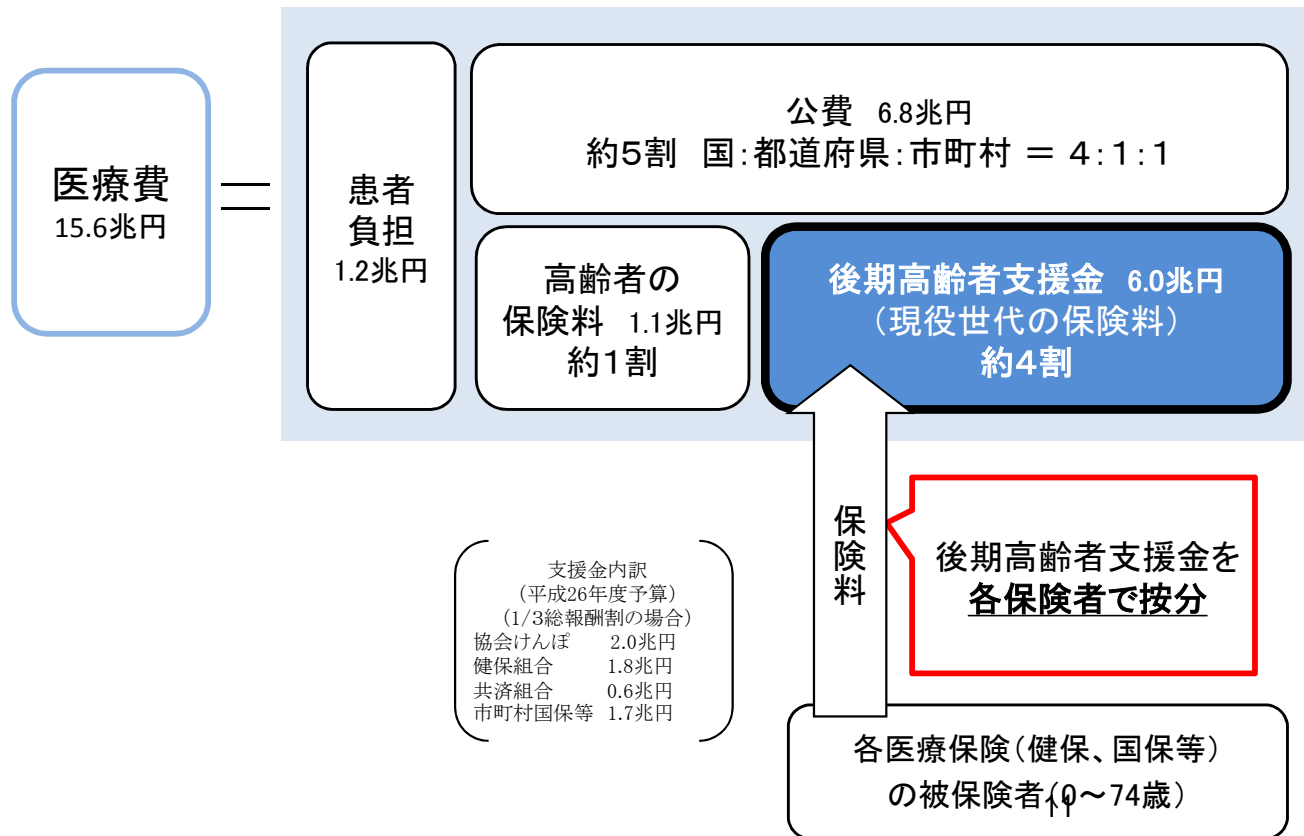 医療費
15.6兆円
患者
負担
1.2兆円
公費 6.8兆円
約5割 国:都道府県:市町村 = 4:1:1
高齢者の
保険料 1.1兆円
約1割
後期高齢者支援金 6.0兆円
(現役世代の保険料)
約4割
保険料
後期高齢者支援金を
各保険者で按分
支援金内訳
(平成26年度予算)
(1/3総報酬割の場合)
協会けんぽ 2.0兆円
健保組合 1.8兆円
共済組合 0.6兆円
市町村国保等 1.7兆円
各医療保険(健保、国保等)
の被保険者(0~74歳)
11